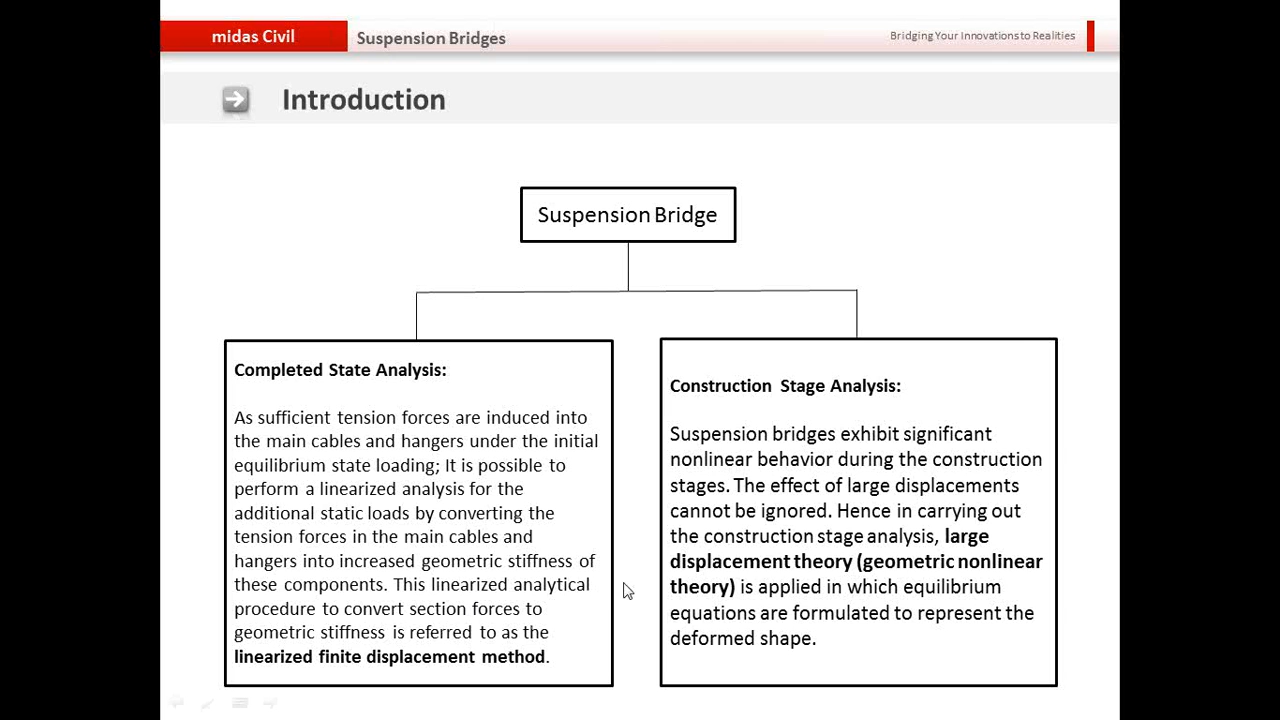 midas Civil
Suspension Bridges
Bridging Your Innovations to Realities
Introduction
Suspension Bridge
Completed State Analysis:
As sufficient tension forces are induced into
the main cables and hangers under the initial
equilibrium state loading; It is possible to
perform a linearized analysis for the
additional static loads by converting the
tension forces in the main cables and
hangers into increased geometric stiffness of
these components. This linearized analytical
procedure to convert section forces to
geometric stiffness is referred to as the
linearized finite displacement method.
Construction Stage Analysis:
Suspension bridges exhibit significant
nonlinear behavior during the construction
stages. The effect of large displacements
cannot be ignored. Hence in carrying out
the construction stage analysis, large
displacement theory (geometric nonlinear
theory) is applied in which equilibrium
equations are formulated to represent the
deformed shape.